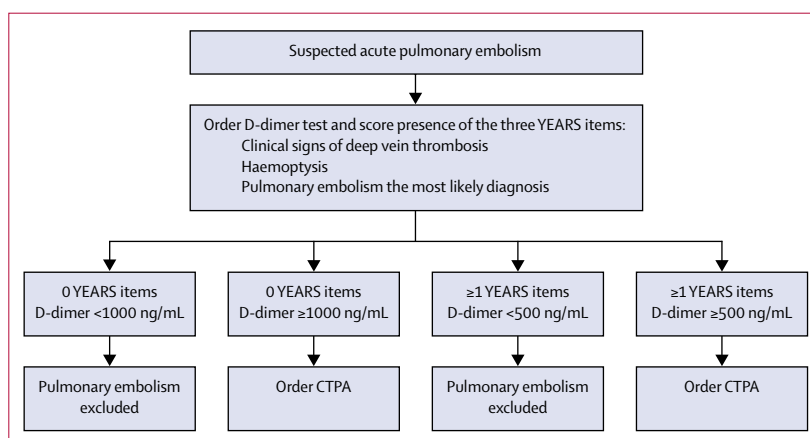 Suspected acute pulmonary embolism
Order D-dimer test and score presence of the three YEARS items:
Clinical signs of deep vein thrombosis
Haemoptysis
Pulmonary embolism the most likely diagnosis
0 YEARS items
D-dimer <1000 ng/mL
0 YEARS items
D-dimer ≥1000 ng/mL
≥1 YEARS items
D-dimer <500 ng/mL
≥1 YEARS items
D-dimer ≥500 ng/mL
Pulmonary embolism
excluded
Order CTPA
Pulmonary embolism
excluded
Order CTPA